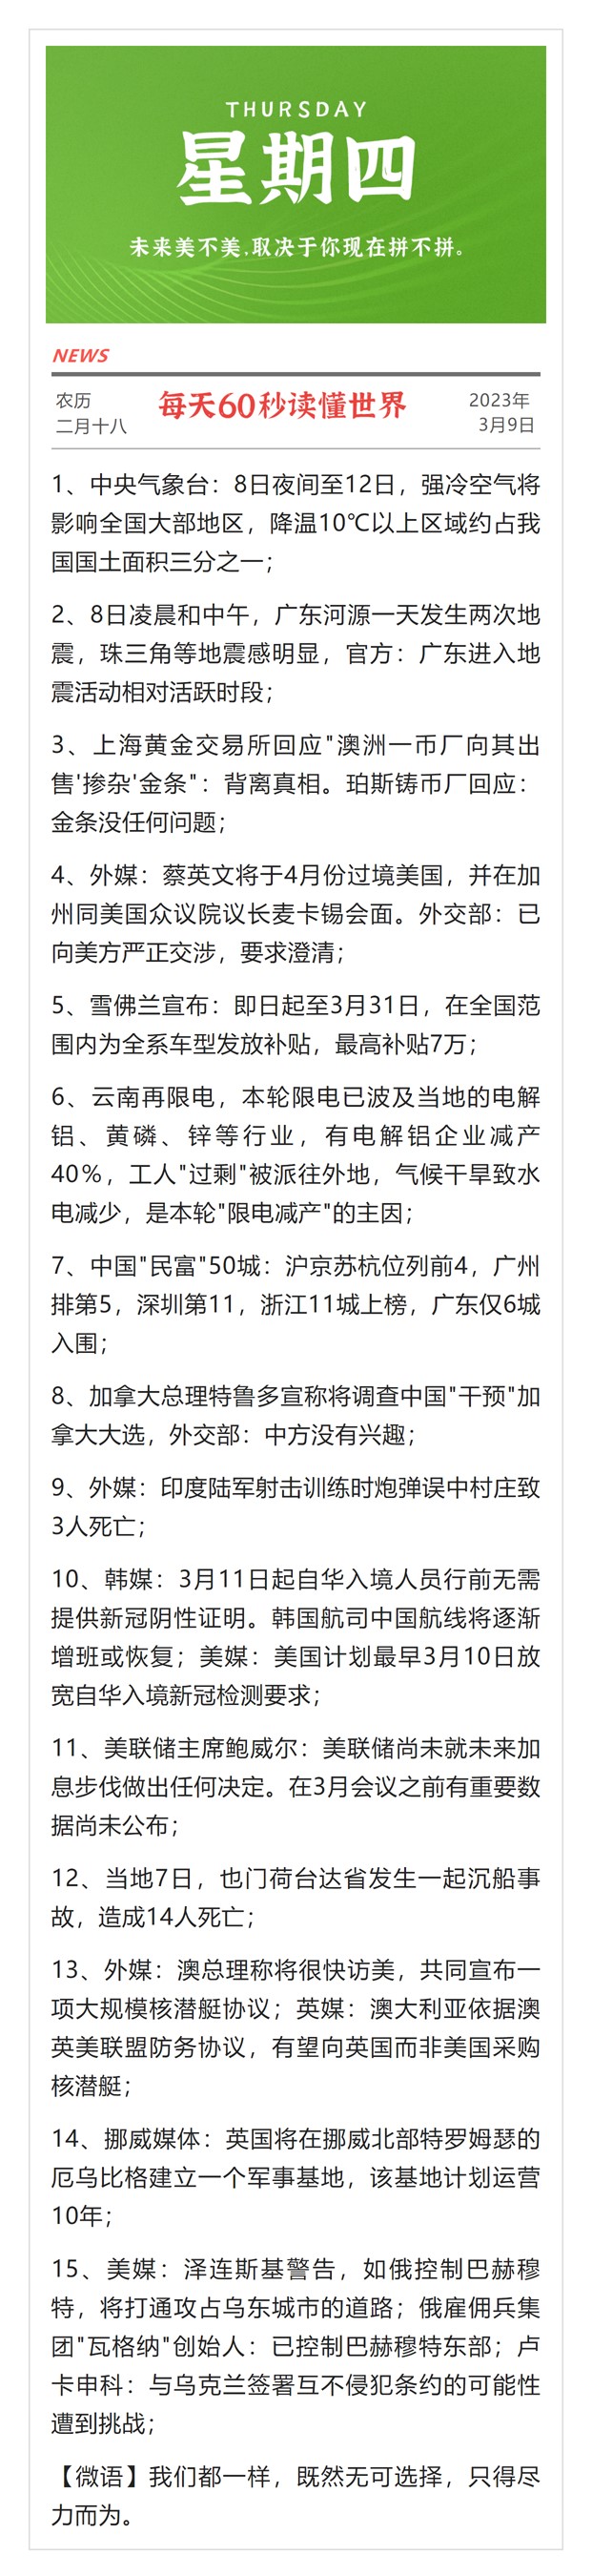 THURSDAY
星期四
未来美不美,取决于你现在拼不拼。
NEWS
农历
二月十八
每天60秒读懂世界
2023年
3月9日
1、中央气象台：8日夜间至12日，强冷空气将
影响全国大部地区，降温10℃以上区域约占我
国国土面积三分之一；
2、8日凌晨和中午，广东河源一天发生两次地
震，珠三角等地震感明显，官方：广东进入地
震活动相对活跃时段；
3、上海黄金交易所回应"澳洲一币厂向其出
售'掺杂'金条"：背离真相。珀斯铸币厂回应：
金条没任何问题；
4、外媒：蔡英文将于4月份过境美国，并在加
州同美国众议院议长麦卡锡会面。外交部：已
向美方严正交涉，要求澄清；
5、雪佛兰宣布：即日起至3月31日，在全国范
围内为全系车型发放补贴，最高补贴7万；
6、云南再限电，本轮限电已波及当地的电解
铝、黄磷、锌等行业，有电解铝企业减产
40%，工人"过剩"被派往外地，气候干旱致水
电减少，是本轮"限电减产"的主因；
7、中国"民富"50城：沪京苏杭位列前4，广州
排第5，深圳第11，浙江11城上榜，广东仅6城
入围；
8、加拿大总理特鲁多宣称将调查中国"干预"加
拿大大选，外交部：中方没有兴趣；
9、外媒：印度陆军射击训练时炮弹误中村庄致
3人死亡；
10、韩媒：3月11日起自华入境人员行前无需
提供新冠阴性证明。韩国航司中国航线将逐渐
增班或恢复；美媒：美国计划最早3月10日放
宽自华入境新冠检测要求；
11、美联储主席鲍威尔：美联储尚未就未来加
息步伐做出任何决定。在3月会议之前有重要数
据尚未公布；
12、当地7日，也门荷台达省发生一起沉船事
故，造成14人死亡；
13、外媒：澳总理称将很快访美，共同宣布一
项大规模核潜艇协议；英媒：澳大利亚依据澳
英美联盟防务协议，有望向英国而非美国采购
核潜艇；
14、挪威媒体：英国将在挪威北部特罗姆瑟的
厄乌比格建立一个军事基地，该基地计划运营
10年；
15、美媒：泽连斯基警告，如俄控制巴赫穆
特，将打通攻占乌东城市的道路；俄雇佣兵集
团"瓦格纳"创始人：已控制巴赫穆特东部；卢
卡申科：与乌克兰签署互不侵犯条约的可能性
遭到挑战；
【微语】我们都一样，既然无可选择，只得尽
力而为。